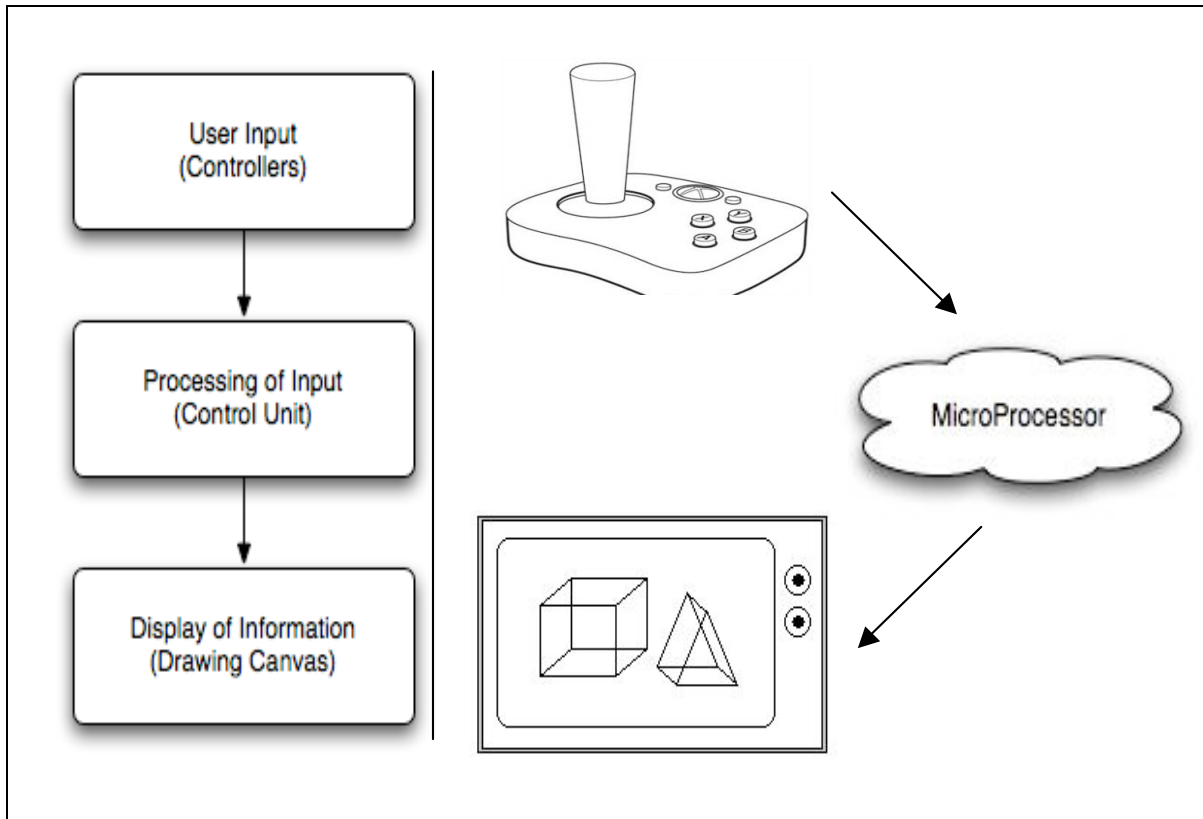 User Input
(Controllers)
Processing of Input
(Control Unit)
Display of Information
(Drawing Canvas)
X
Y
A
B
MicroProcessor